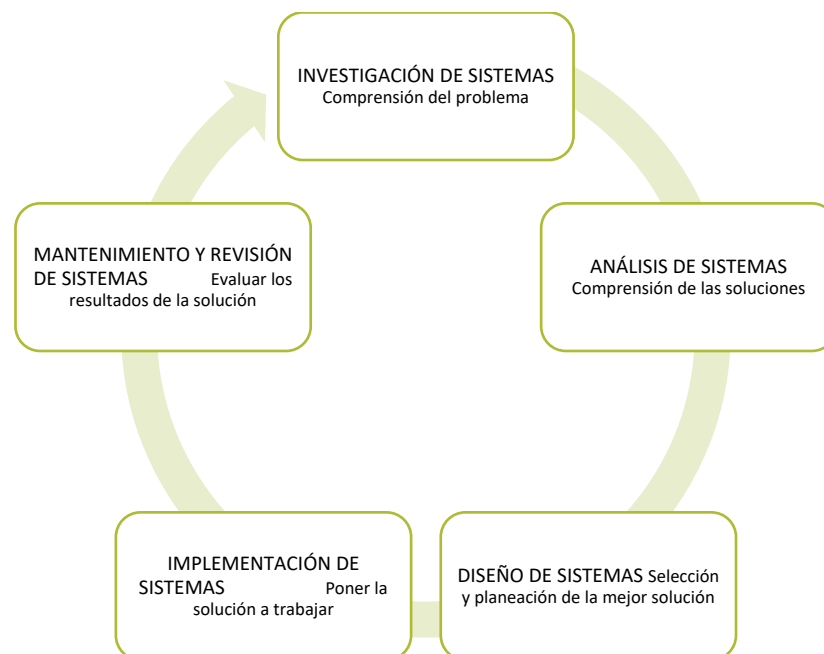 INVESTIGACIÓN DE SISTEMAS
Comprensión del problema
ANÁLISIS DE SISTEMAS
Comprensión de las soluciones
DISEÑO DE SISTEMAS Selección
y planeación de la mejor solución
IMPLEMENTACIÓN DE
SISTEMAS Poner la
solución a trabajar
MANTENIMIENTO Y REVISIÓN
DE SISTEMAS Evaluar los
resultados de la solución